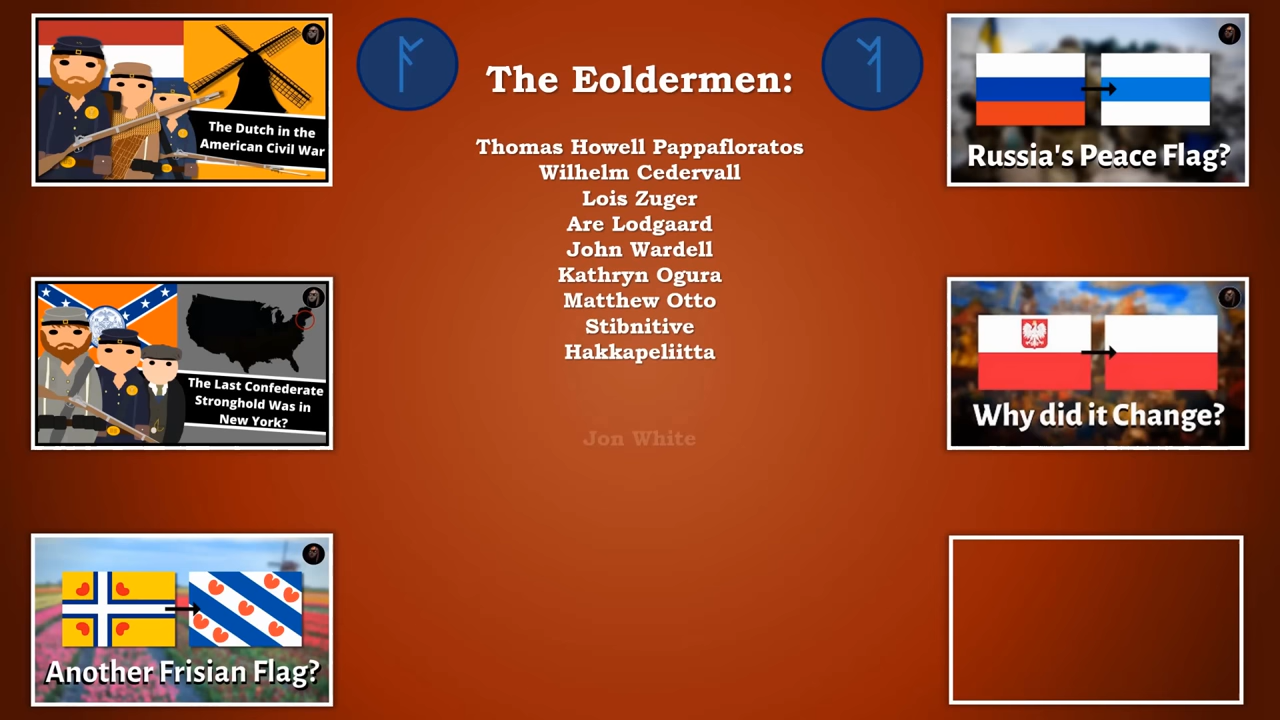 The Dutch in the
American Civil War
The Last Confederate
Stronghold Was in
New York?
Another Frisian Flag?
The Eoldermen:
Thomas Howell Pappafloratos
Wilhelm Cedervall
Lois Zuger
Are Lodgaard
John Wardell
Kathryn Ogura
Matthew Otto
Stibnitive
Hakkapeliitta
Jon White
Russia's Peace Flag?
Why did it Change?